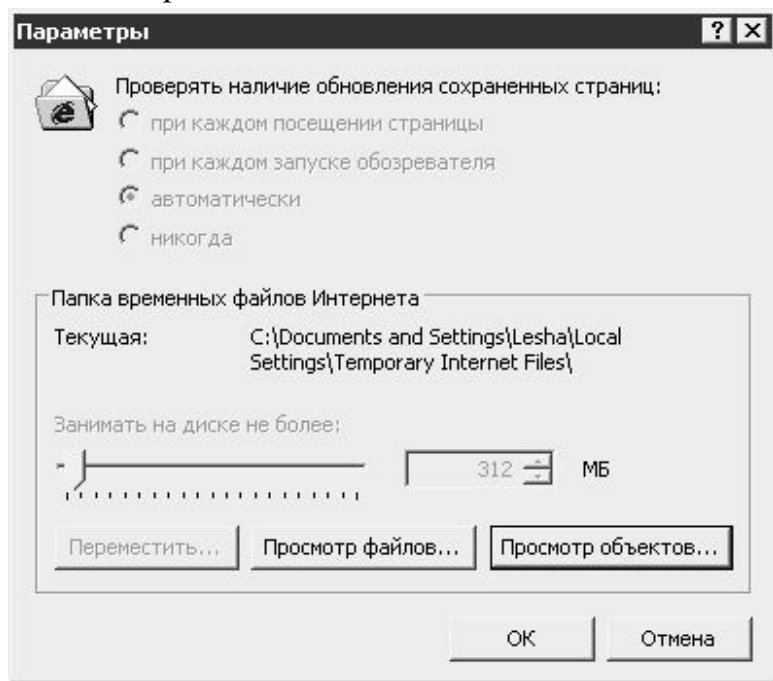 Параметры
Проверять наличие обновления сохраненных страниц:
при каждом посещении страницы
при каждом запуске обозревателя
автоматически
никогда
Папка временных файлов Интернета
Текущая: C:\Documents and Settings\Lesha\Local
Settings\Temporary Internet Files\
Занимать на диске не более:
312 МБ
Переместить... Просмотр файлов... Просмотр объектов...
ОК Отмена